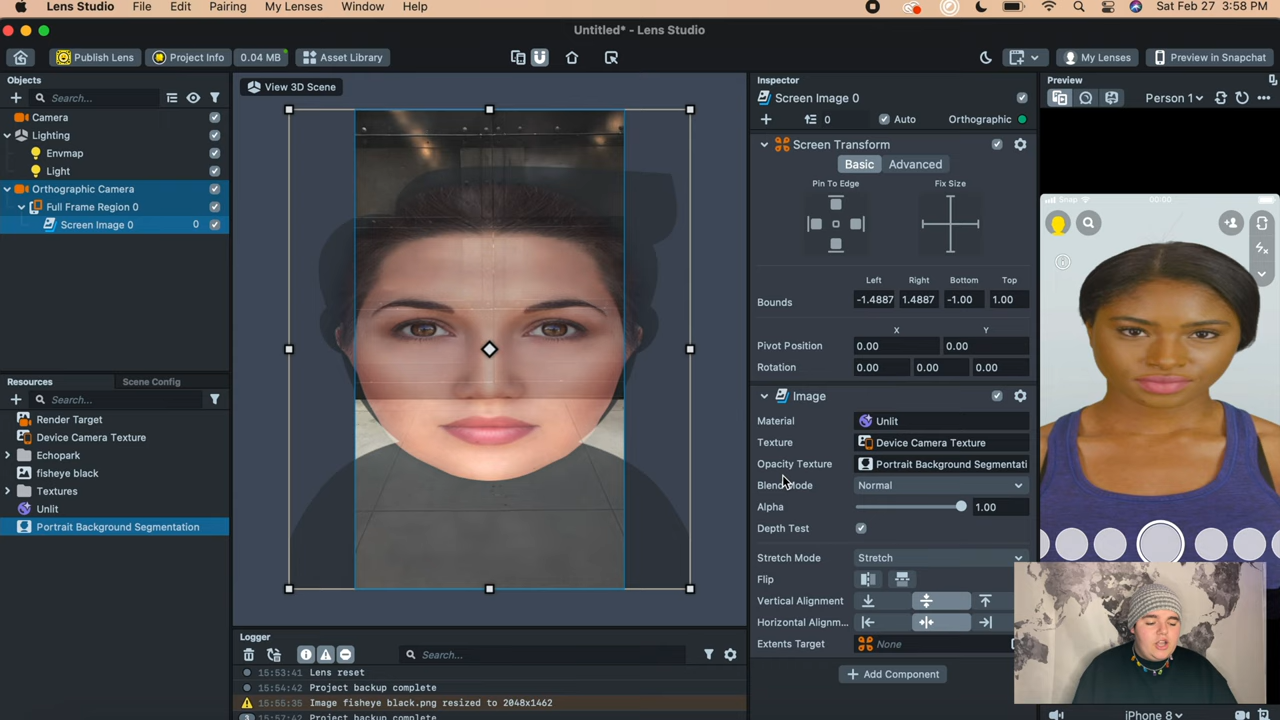 Lens Studio File Edit Pairing My Lenses Window Help Sat Feb 27 3:58 PM
Untitled* - Lens Studio
Publish Lens Project Info 0.04 MB Asset Library My Lenses Preview in Snapchat
Objects
Search...
Camera
Lighting
Envmap
Light
Orthographic Camera
Full Frame Region 0
Screen Image 0 0
Resources Scene Config
Search...
Render Target
Device Camera Texture
Echopark
fisheye black
Textures
Unlit
Portrait Background Segmentation
View 3D Scene
Logger
Search...
15:53:41 Lens reset
15:54:42 Project backup complete
15:55:35 Image fisheye black.png resized to 2048x1462
15:57:42 Project backup complete
Inspector
Screen Image 0
0 Auto Orthographic
Screen Transform
Basic Advanced
Pin To Edge Fix Size
Left Right Bottom Top
Bounds -1.4887 1.4887 -1.00 1.00
X Y
Pivot Position 0.00 0.00
Rotation 0.00 0.00 0.00
Image
Material Unlit
Texture Device Camera Texture
Opacity Texture Portrait Background Segmentati
Blend Mode Normal
Alpha 1.00
Depth Test
Stretch Mode Stretch
Flip
Vertical Alignment
Horizontal Alignm...
Extents Target None
Add Component
Preview
Person 1
Snap 00:00
iPhone 8